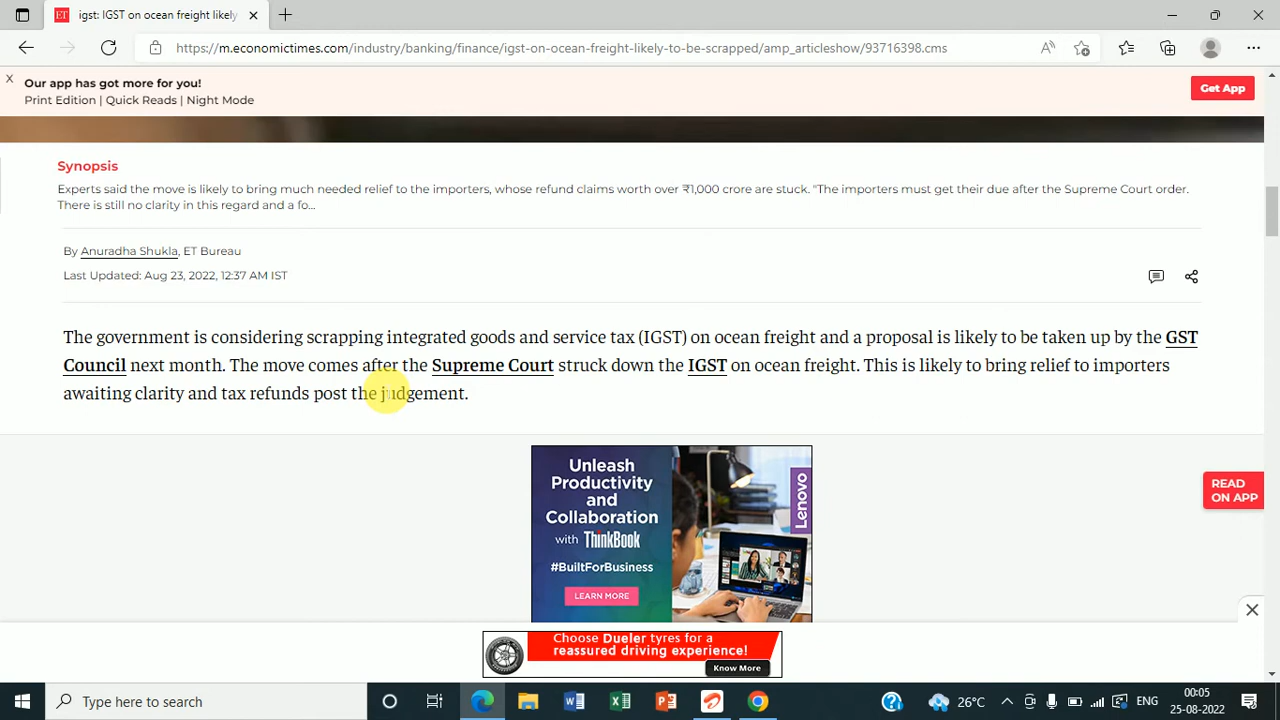 igst: IGST on ocean freight likely
https://m.economictimes.com/industry/banking/finance/igst-on-ocean-freight-likely-to-be-scrapped/amp_articleshow/93716398.cms
X
Our app has got more for you!
Print Edition | Quick Reads | Night Mode
Get App
Synopsis
Experts said the move is likely to bring much needed relief to the importers, whose refund claims worth over ₹1,000 crore are stuck. "The importers must get their due after the Supreme Court order.
There is still no clarity in this regard and a fo...
By Anuradha Shukla, ET Bureau
Last Updated: Aug 23, 2022, 12:37 AM IST
The government is considering scrapping integrated goods and service tax (IGST) on ocean freight and a proposal is likely to be taken up by the GST
Council next month. The move comes after the Supreme Court struck down the IGST on ocean freight. This is likely to bring relief to importers
awaiting clarity and tax refunds post the judgement.
Unleash
Productivity
and
Collaboration
with ThinkBook
#BuiltForBusiness
LEARN MORE
Lenovo
READ
ON APP
Choose Dueler tyres for a
reassured driving experience!
Know More
Type here to search
26°C
ENG
00:05
25-08-2022